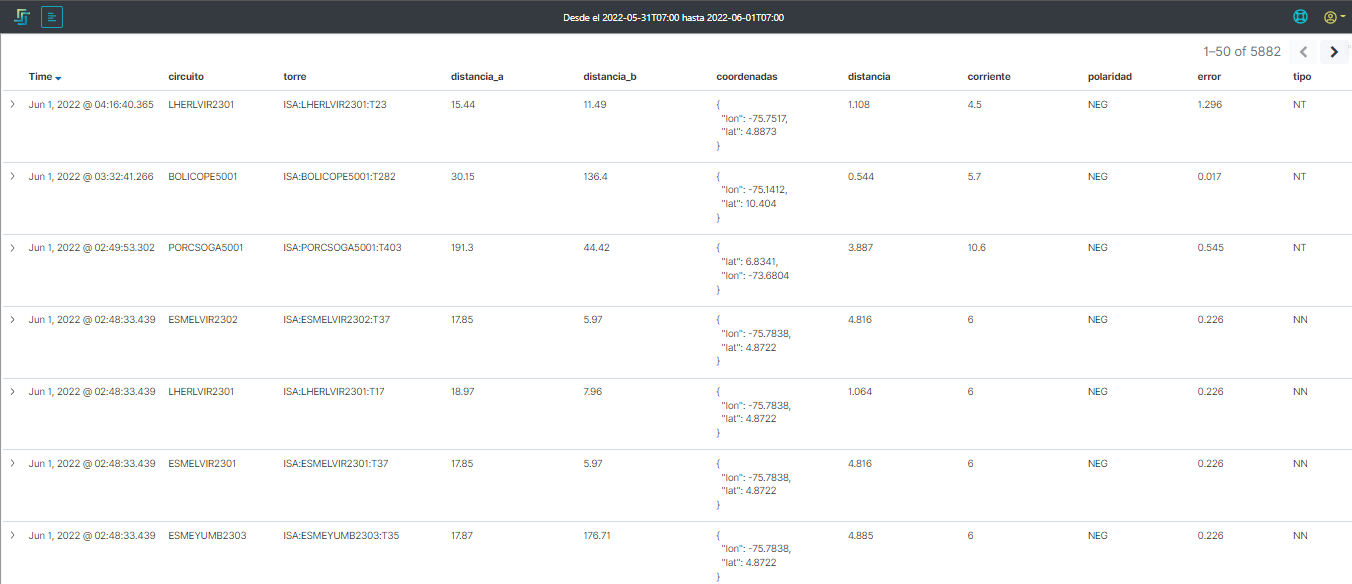 Desde el 2022-05-31T07:00 hasta 2022-06-01T07:00
1–50 of 5882
Time circuito torre distancia_a distancia_b coordenadas distancia corriente polaridad error tipo
Jun 1, 2022 @ 04:16:40.365 LHERLVIR2301 ISA:LHERLVIR2301:T23 15.44 11.49 { 1.108 4.5 NEG 1.296 NT
"lon": -75.7517,
"lat": 4.8873
}
Jun 1, 2022 @ 03:32:41.266 BOLICOPE5001 ISA:BOLICOPE5001:T282 30.15 136.4 { 0.544 5.7 NEG 0.017 NT
"lon": -75.1412,
"lat": 10.404
}
Jun 1, 2022 @ 02:49:53.302 PORCSOGA5001 ISA:PORCSOGA5001:T403 191.3 44.42 { 3.887 10.6 NEG 0.545 NT
"lat": 6.8341,
"lon": -73.6804
}
Jun 1, 2022 @ 02:48:33.439 ESMELVIR2302 ISA:ESMELVIR2302:T37 17.85 5.97 { 4.816 6 NEG 0.226 NN
"lon": -75.7838,
"lat": 4.8722
}
Jun 1, 2022 @ 02:48:33.439 LHERLVIR2301 ISA:LHERLVIR2301:T17 18.97 7.96 { 1.064 6 NEG 0.226 NN
"lon": -75.7838,
"lat": 4.8722
}
Jun 1, 2022 @ 02:48:33.439 ESMELVIR2301 ISA:ESMELVIR2301:T37 17.85 5.97 { 4.816 6 NEG 0.226 NN
"lon": -75.7838,
"lat": 4.8722
}
Jun 1, 2022 @ 02:48:33.439 ESMEYUMB2303 ISA:ESMEYUMB2303:T35 17.87 176.71 { 4.885 6 NEG 0.226 NN
"lon": -75.7838,
"lat": 4.8722
}